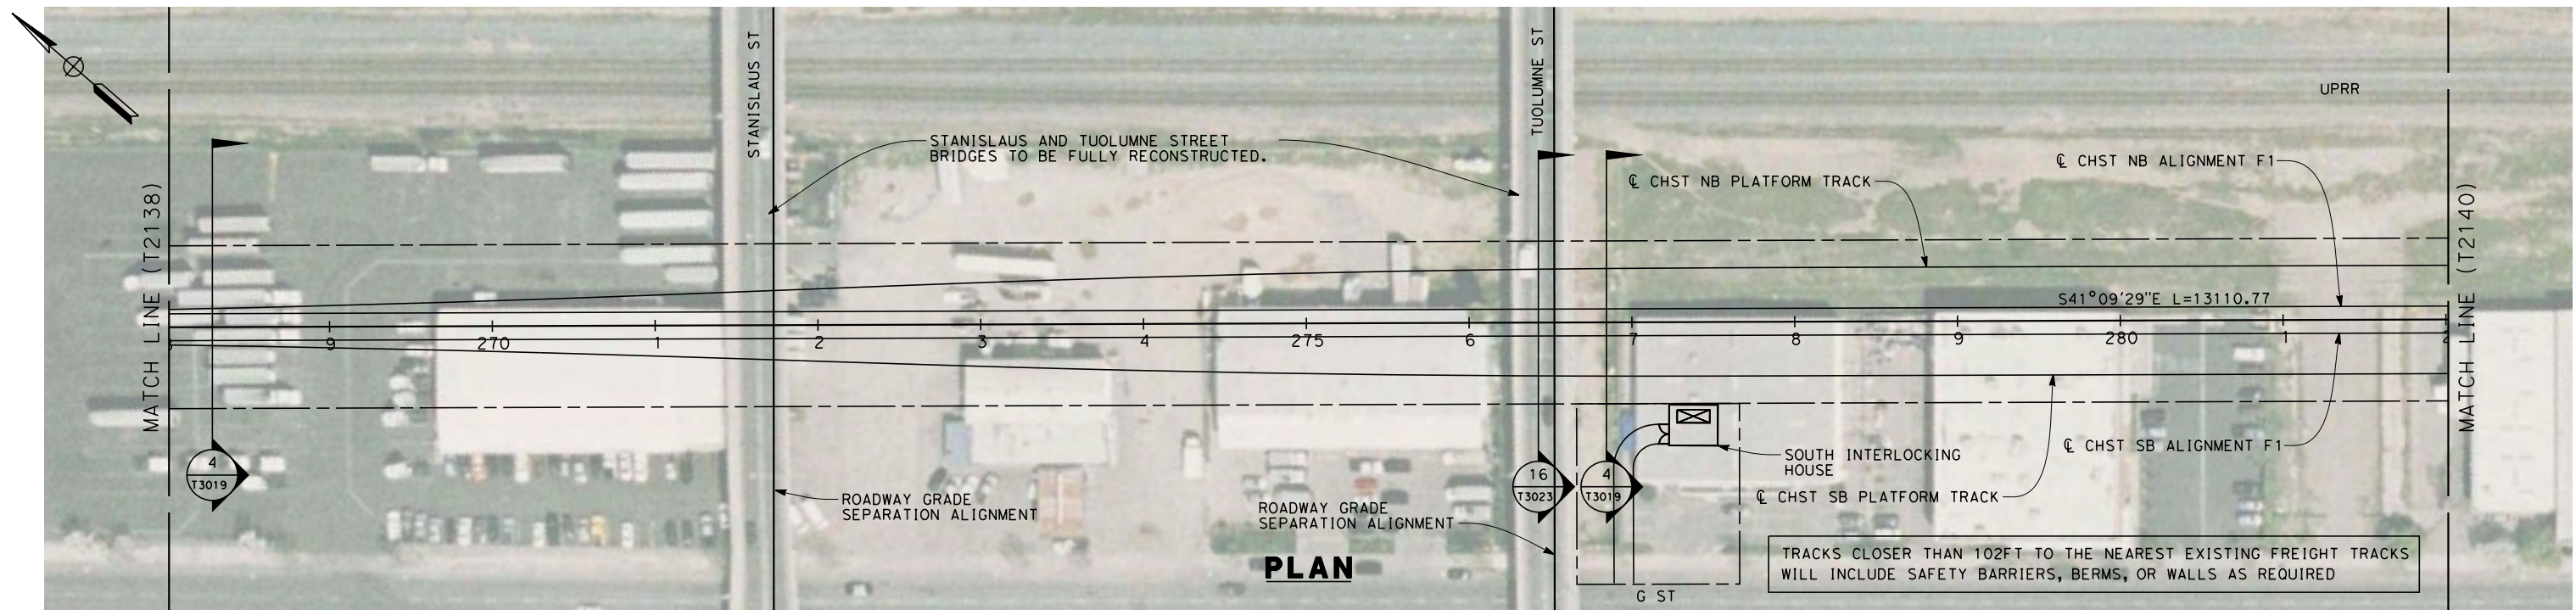 STANISLAUS ST
TUOLUMNE ST
UPRR
STANISLAUS AND TUOLUMNE STREET
BRIDGES TO BE FULLY RECONSTRUCTED.
℄ CHST NB ALIGNMENT F1
℄ CHST NB PLATFORM TRACK
MATCH LINE (T2138)
MATCH LINE (T2140)
S41°09'29"E L=13110.77
9 270 1 2 3 4 275 6 7 8 9 280 1
4
T3019
16
T3023
4
T3019
℄ CHST SB ALIGNMENT F1
SOUTH INTERLOCKING
HOUSE
℄ CHST SB PLATFORM TRACK
ROADWAY GRADE
SEPARATION ALIGNMENT
ROADWAY GRADE
SEPARATION ALIGNMENT
PLAN
TRACKS CLOSER THAN 102FT TO THE NEAREST EXISTING FREIGHT TRACKS
WILL INCLUDE SAFETY BARRIERS, BERMS, OR WALLS AS REQUIRED
G ST